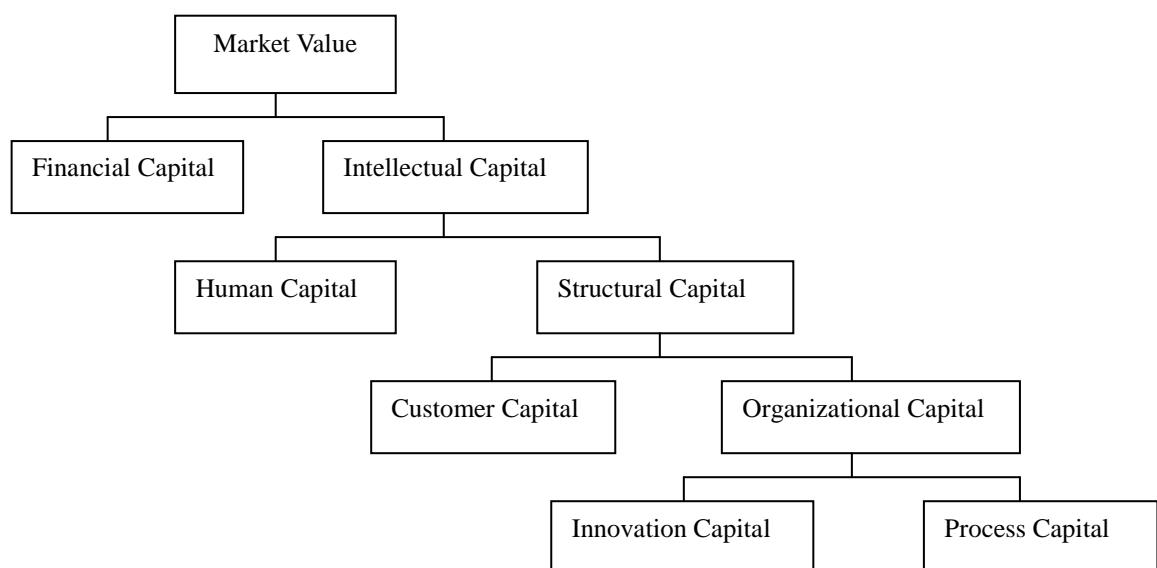 Market Value
Financial Capital
Intellectual Capital
Human Capital
Structural Capital
Customer Capital
Organizational Capital
Innovation Capital
Process Capital